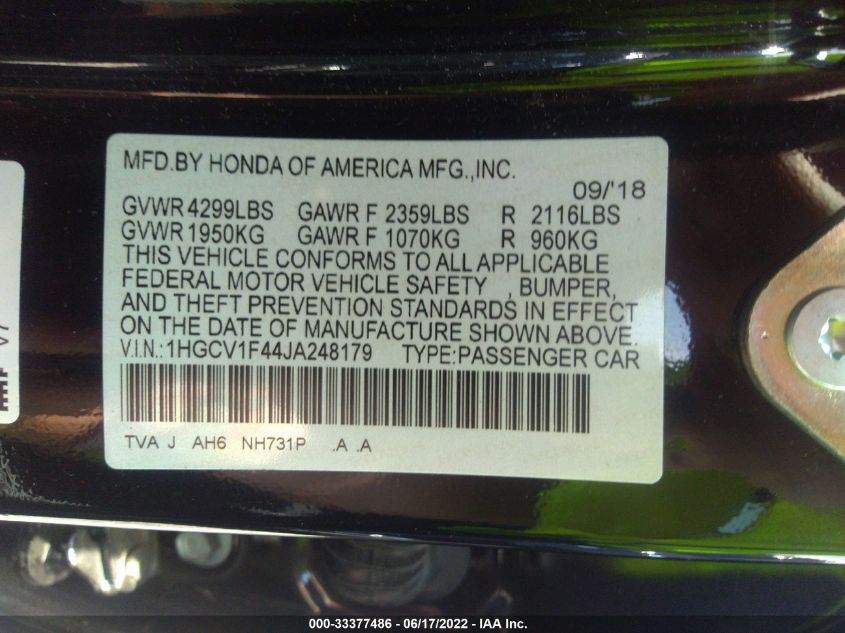 MFD.BY HONDA OF AMERICA MFG.,INC.
09/'18
GVWR 4299LBS GAWR F 2359LBS R 2116LBS
GVWR 1950KG GAWR F 1070KG R 960KG
THIS VEHICLE CONFORMS TO ALL APPLICABLE
FEDERAL MOTOR VEHICLE SAFETY , BUMPER,
AND THEFT PREVENTION STANDARDS IN EFFECT
ON THE DATE OF MANUFACTURE SHOWN ABOVE.
V.I.N.:1HGCV1F44JA248179 TYPE:PASSENGER CAR
TVA J AH6 NH731P .A .A
000-33377486 - 06/17/2022 - IAA Inc.